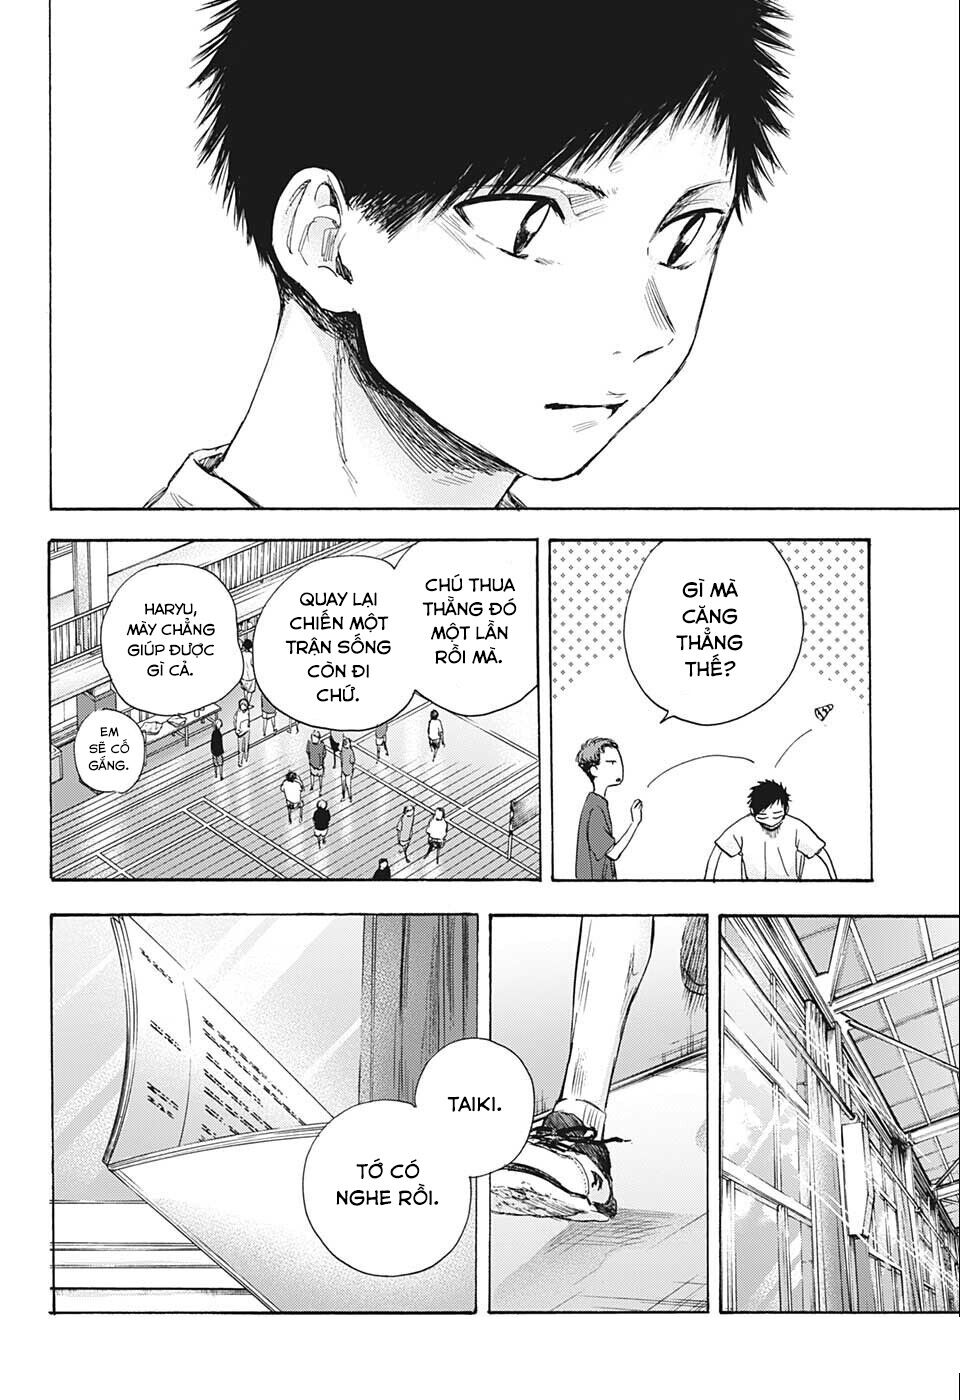 GÌ MÀ
CĂNG
THẲNG
THẾ?
CHÚ THUA
THẰNG ĐÓ
MỘT LẦN
RỒI MÀ.
QUAY LẠI
CHIẾN MỘT
TRẬN SỐNG
CÒN ĐI
CHỨ.
HARYU,
MÀY CHẲNG
GIÚP ĐƯỢC
GÌ CẢ.
EM
SẼ CỐ
GẮNG.
TAIKI.
TỚ CÓ
NGHE RỒI.